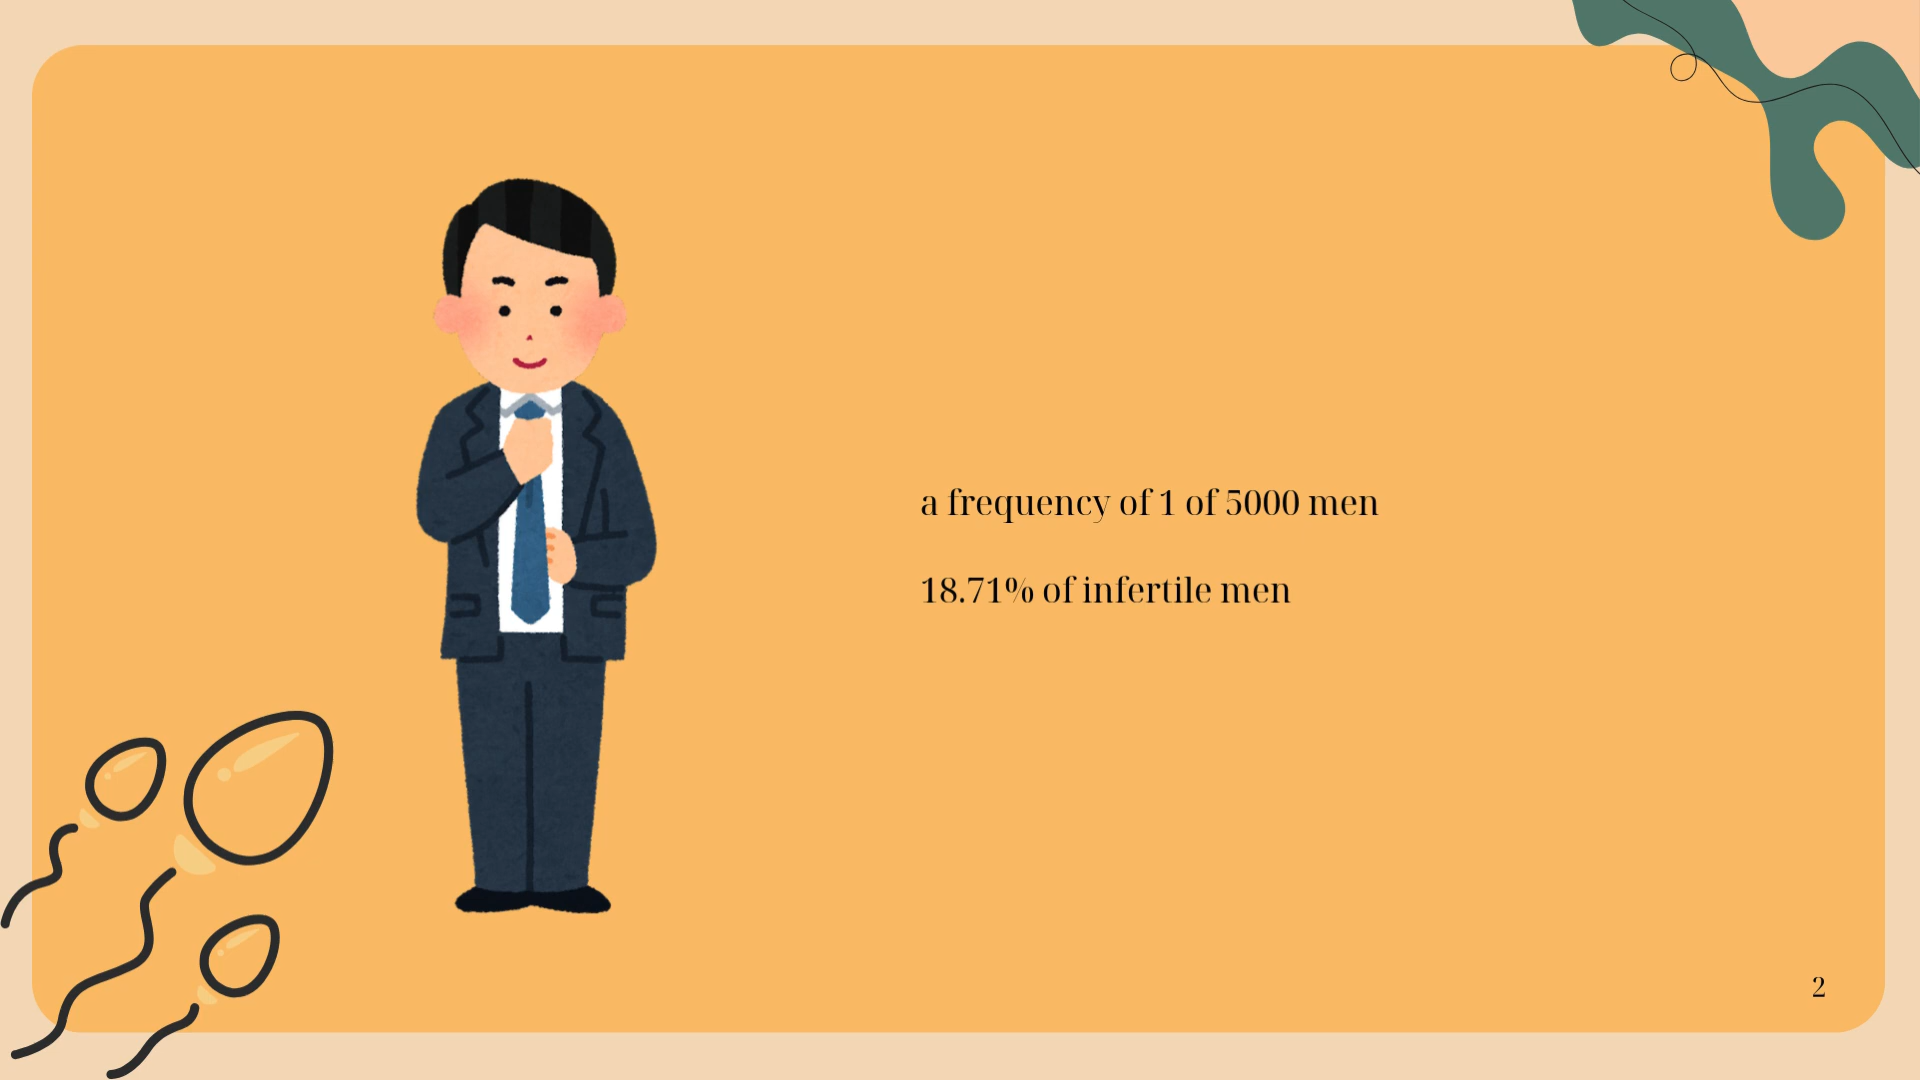 a frequency of 1 of 5000 men
18.71% of infertile men
2